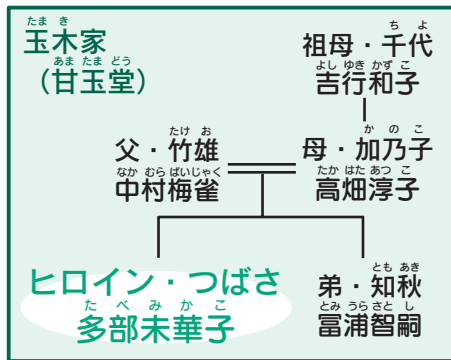 たま き
玉木家
あま たま どう
(甘玉堂)
ち よ
祖母・千代
よし ゆき かず こ
吉行和子
たけ お
父・竹雄
なか むら ばいじゃく
中村梅雀
か の こ
母・加乃子
たか はた あつ こ
高畑淳子
ヒロイン・つばさ
た べ み か こ
多部未華子
とも あき
弟・知秋
とみ うら さと し
冨浦智嗣